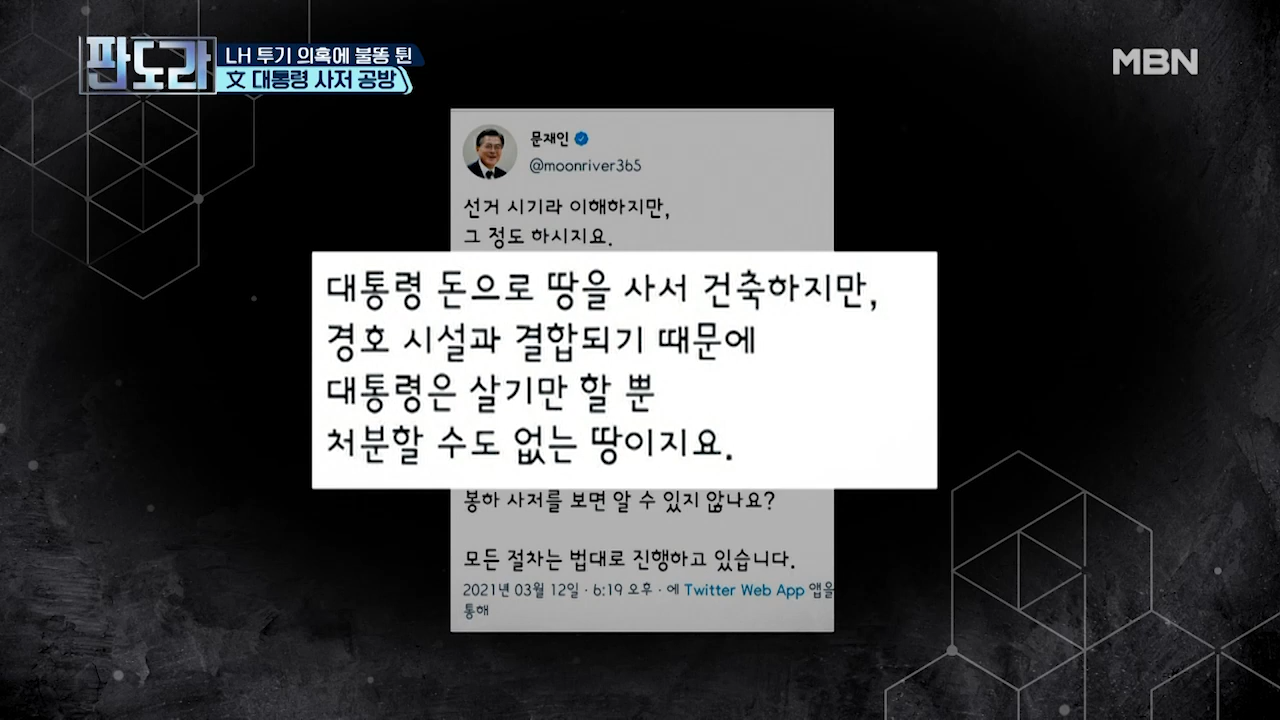 판도라
LH 투기 의혹에 불똥 튄
文 대통령 사저 공방
MBN
문재인
@moonriver365
선거 시기라 이해하지만,
그 정도 하시지요.
대통령 돈으로 땅을 사서 건축하지만,
경호 시설과 결합되기 때문에
대통령은 살기만 할 뿐
처분할 수도 없는 땅이지요.
봉하 사저를 보면 알 수 있지 않나요?
모든 절차는 법대로 진행하고 있습니다.
2021년 03월 12일 · 6:19 오후 · 에 Twitter Web App 앱을
통해